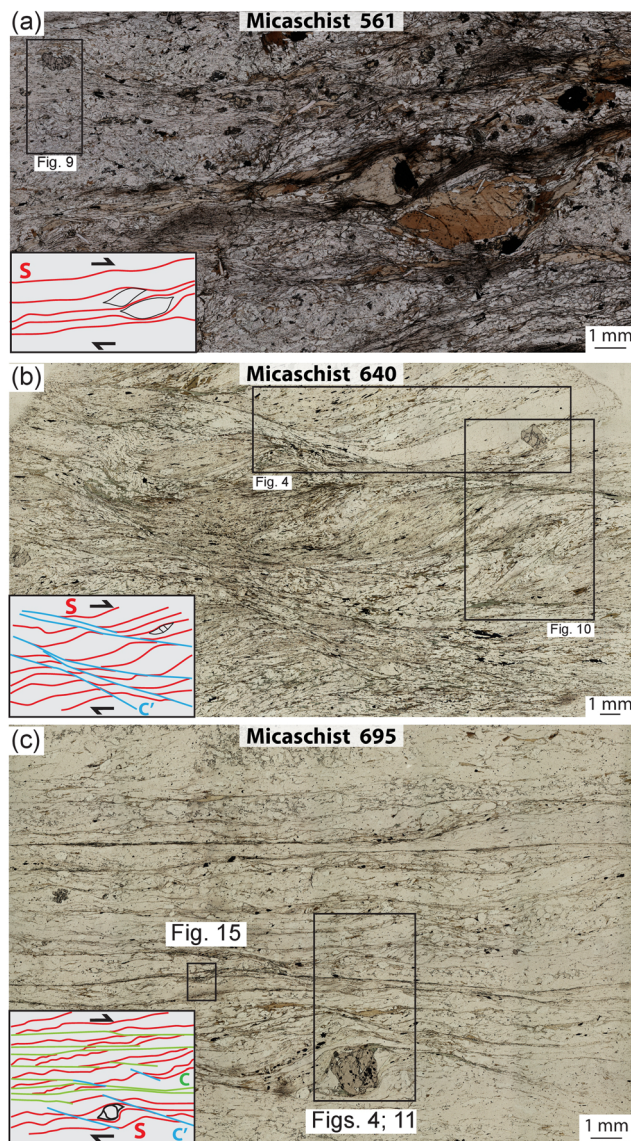 (a)
Micaschist 561
Fig. 9
S
1 mm
(b)
Micaschist 640
Fig. 4
S
Fig. 10
C'
1 mm
(c)
Micaschist 695
Fig. 15
C
S
C'
Figs. 4; 11
1 mm